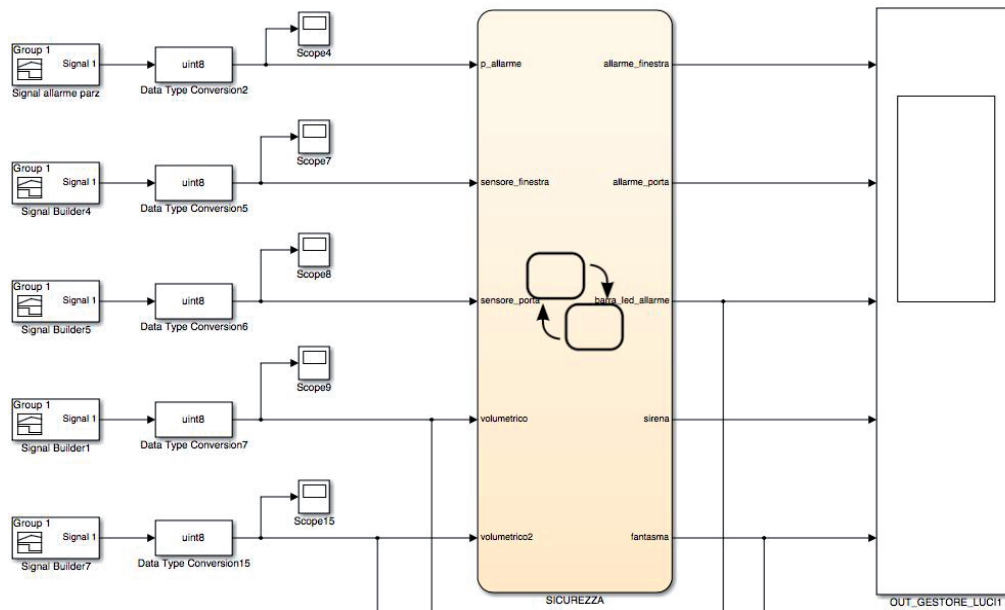 Scope4
Group 1
Signal 1
uint8
p_allarme
allarme_finestra
Signal allarme parz
Data Type Conversion2
Scope7
Group 1
Signal 1
uint8
sensore_finestra
allarme_porta
Signal Builder4
Data Type Conversion5
Scope8
Group 1
Signal 1
uint8
sensore_porta
barra_led_allarme
Signal Builder5
Data Type Conversion6
Scope9
Group 1
Signal 1
uint8
volumetrico
sirena
Signal Builder1
Data Type Conversion7
Scope15
Group 1
Signal 1
uint8
volumetrico2
fantasma
Signal Builder7
Data Type Conversion15
SICUREZZA
OUT_GESTORE_LUCI1